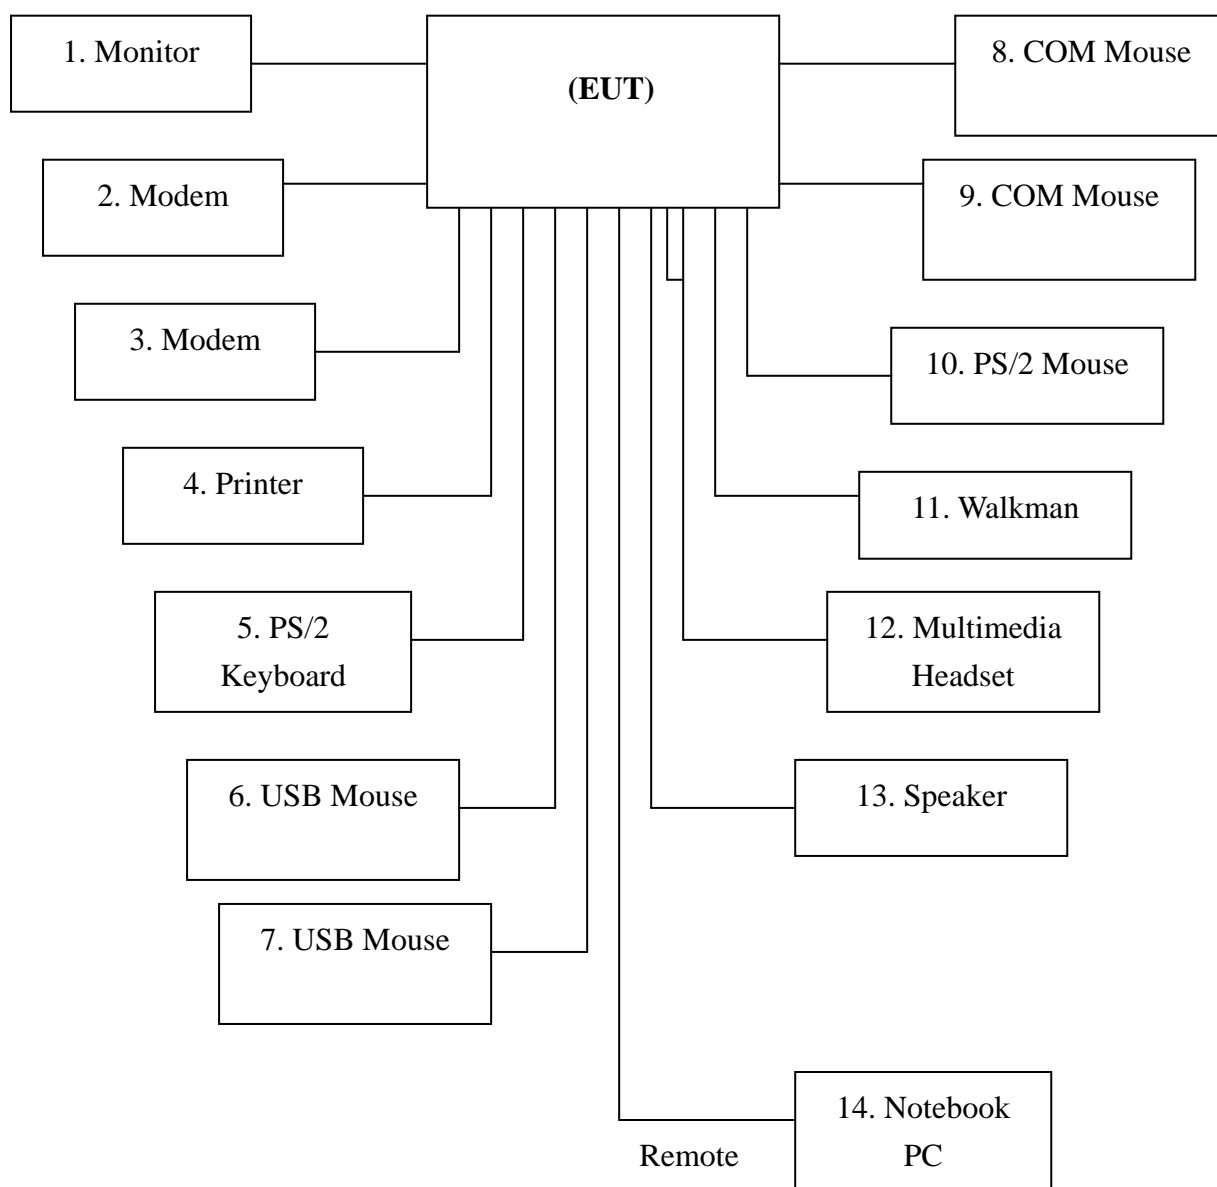 1. Monitor
(EUT)
8. COM Mouse
2. Modem
9. COM Mouse
3. Modem
10. PS/2 Mouse
4. Printer
11. Walkman
5. PS/2
Keyboard
12. Multimedia
Headset
6. USB Mouse
13. Speaker
7. USB Mouse
14. Notebook
PC
Remote